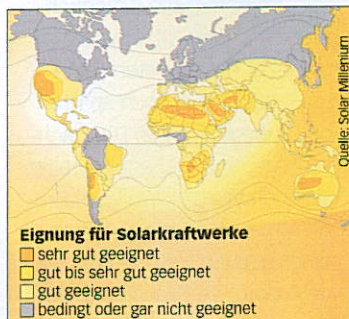 Quelle: Solar Millenium
Eignung für Solarkraftwerke
sehr gut geeignet
gut bis sehr gut geeignet
gut geeignet
bedingt oder gar nicht geeignet